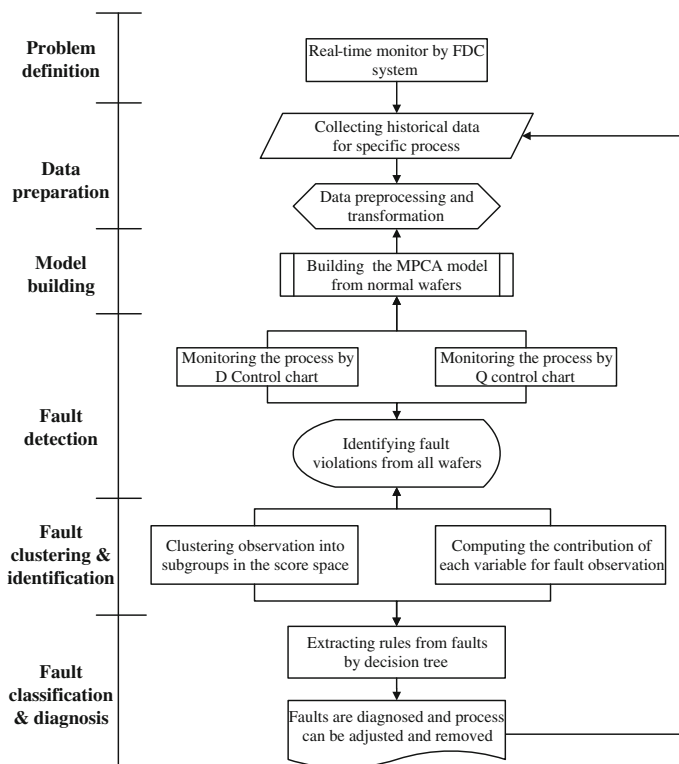 Problem
definition
Real-time monitor by FDC
system
Data
preparation
Collecting historical data
for specific process
Data preprocessing and
transformation
Model
building
Building the MPCA model
from normal wafers
Fault
detection
Monitoring the process by
D Control chart
Monitoring the process by
Q control chart
Identifying fault
violations from all wafers
Fault
clustering &
identification
Clustering observation into
subgroups in the score space
Computing the contribution of
each variable for fault observation
Fault
classification
& diagnosis
Extracting rules from faults
by decision tree
Faults are diagnosed and process
can be adjusted and removed